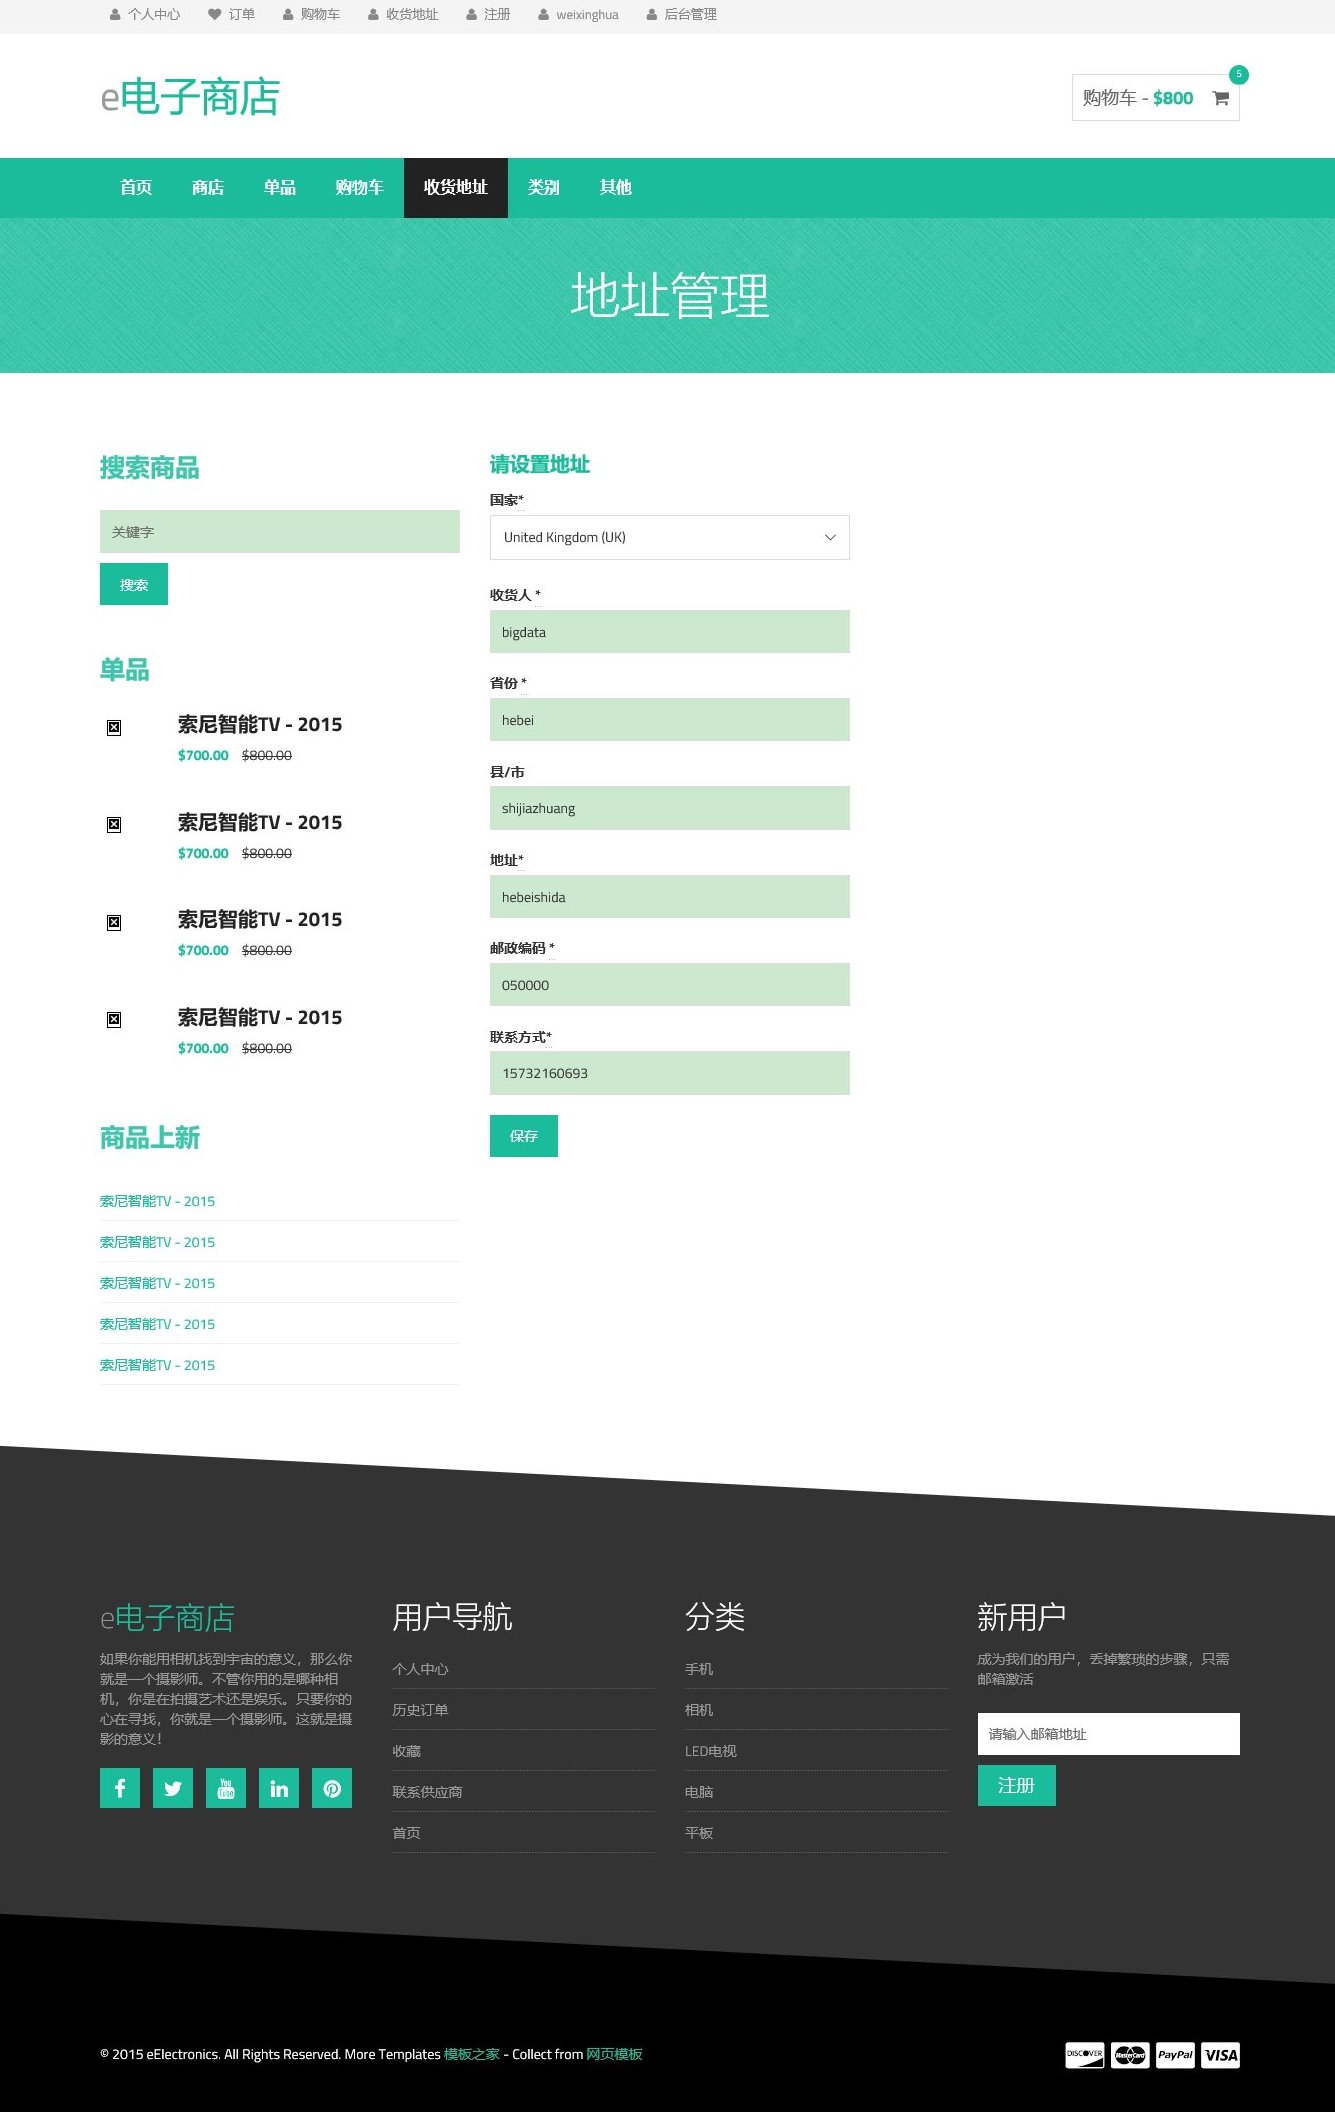 个人中心 订单 购物车 收货地址 注册 weixinghua 后台管理
e电子商店
5
购物车 - $800
首页 商店 单品 购物车 收货地址 类别 其他
地址管理
搜索商品
关键字
搜索
单品
索尼智能TV - 2015
$700.00 $800.00
索尼智能TV - 2015
$700.00 $800.00
索尼智能TV - 2015
$700.00 $800.00
索尼智能TV - 2015
$700.00 $800.00
商品上新
索尼智能TV - 2015
索尼智能TV - 2015
索尼智能TV - 2015
索尼智能TV - 2015
索尼智能TV - 2015
请设置地址
国家*
United Kingdom (UK)
收货人 *
bigdata
省份 *
hebei
县/市
shijiazhuang
地址*
hebeishida
邮政编码 *
050000
联系方式*
15732160693
保存
e电子商店
如果你能用相机找到宇宙的意义，那么你
就是一个摄影师。不管你用的是哪种相
机，你是在拍摄艺术还是娱乐。只要你的
心在寻找，你就是一个摄影师。这就是摄
影的意义！
You
Tube
用户导航
个人中心
历史订单
收藏
联系供应商
首页
分类
手机
相机
LED电视
电脑
平板
新用户
成为我们的用户，丢掉繁琐的步骤，只需
邮箱激活
请输入邮箱地址
注册
© 2015 eElectronics. All Rights Reserved. More Templates 模板之家 - Collect from 网页模板
DISCOVER MasterCard PayPal VISA